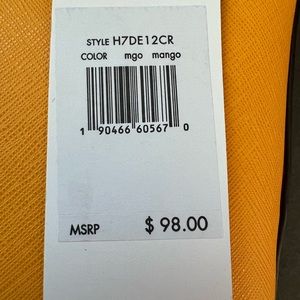 STYLE H7DE12CR
COLOR mgo mango
1 90466 60567 0
MSRP $ 98.00